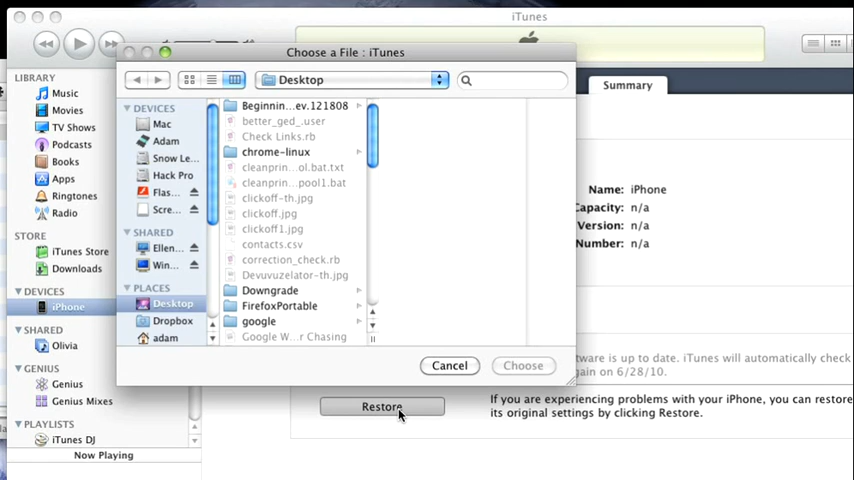 iTunes
Choose a File : iTunes
Desktop
Summary
LIBRARY
Music
Movies
TV Shows
Podcasts
Books
Apps
Ringtones
Radio
STORE
iTunes Store
Downloads
DEVICES
iPhone
SHARED
Olivia
GENIUS
Genius
Genius Mixes
PLAYLISTS
iTunes DJ
Now Playing
DEVICES
Mac
Adam
Snow Le...
Hack Pro
Flas...
Scre...
SHARED
Ellen...
Win...
PLACES
Desktop
Dropbox
adam
Beginnin...ev.121808
better_ged_.user
Check Links.rb
chrome-linux
cleanprin...ol.bat.txt
cleanprin...pool1.bat
clickoff-th.jpg
clickoff.jpg
clickoff1.jpg
contacts.csv
correction_check.rb
Devuvuzelator-th.jpg
Downgrade
FirefoxPortable
google
Google W...r Chasing
Cancel
Choose
Name: iPhone
Capacity: n/a
Version: n/a
Number: n/a
tware is up to date. iTunes will automatically check
ain on 6/28/10.
Restore
If you are experiencing problems with your iPhone, you can restore
its original settings by clicking Restore.